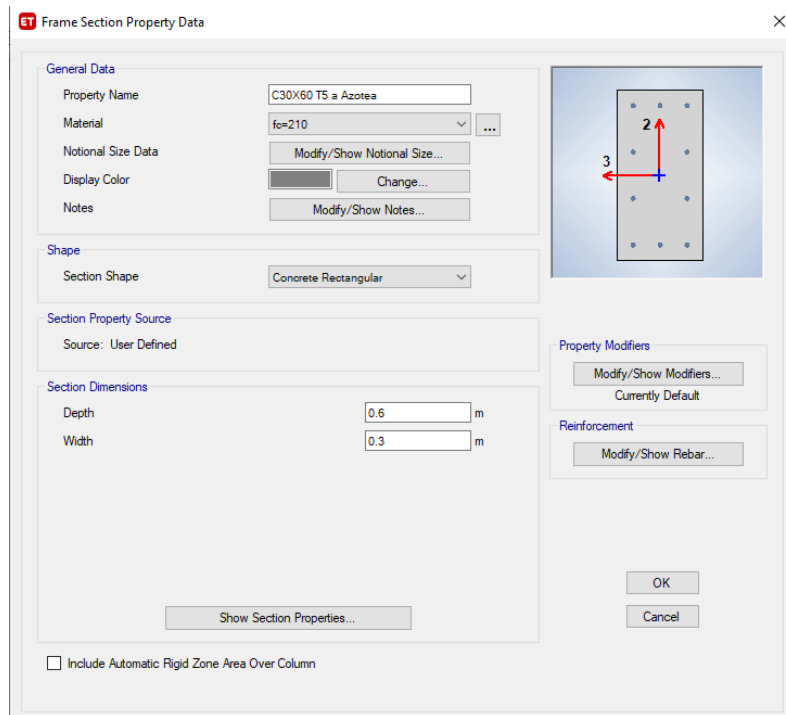 ET Frame Section Property Data
General Data
Property Name C30X60 T5 a Azotea
Material fc=210 ...
Notional Size Data Modify/Show Notional Size...
Display Color Change...
Notes Modify/Show Notes...
2
3
Shape
Section Shape Concrete Rectangular
Section Property Source
Source: User Defined
Property Modifiers
Modify/Show Modifiers...
Currently Default
Section Dimensions
Depth 0.6 m
Width 0.3 m
Reinforcement
Modify/Show Rebar...
OK
Show Section Properties... Cancel
Include Automatic Rigid Zone Area Over Column